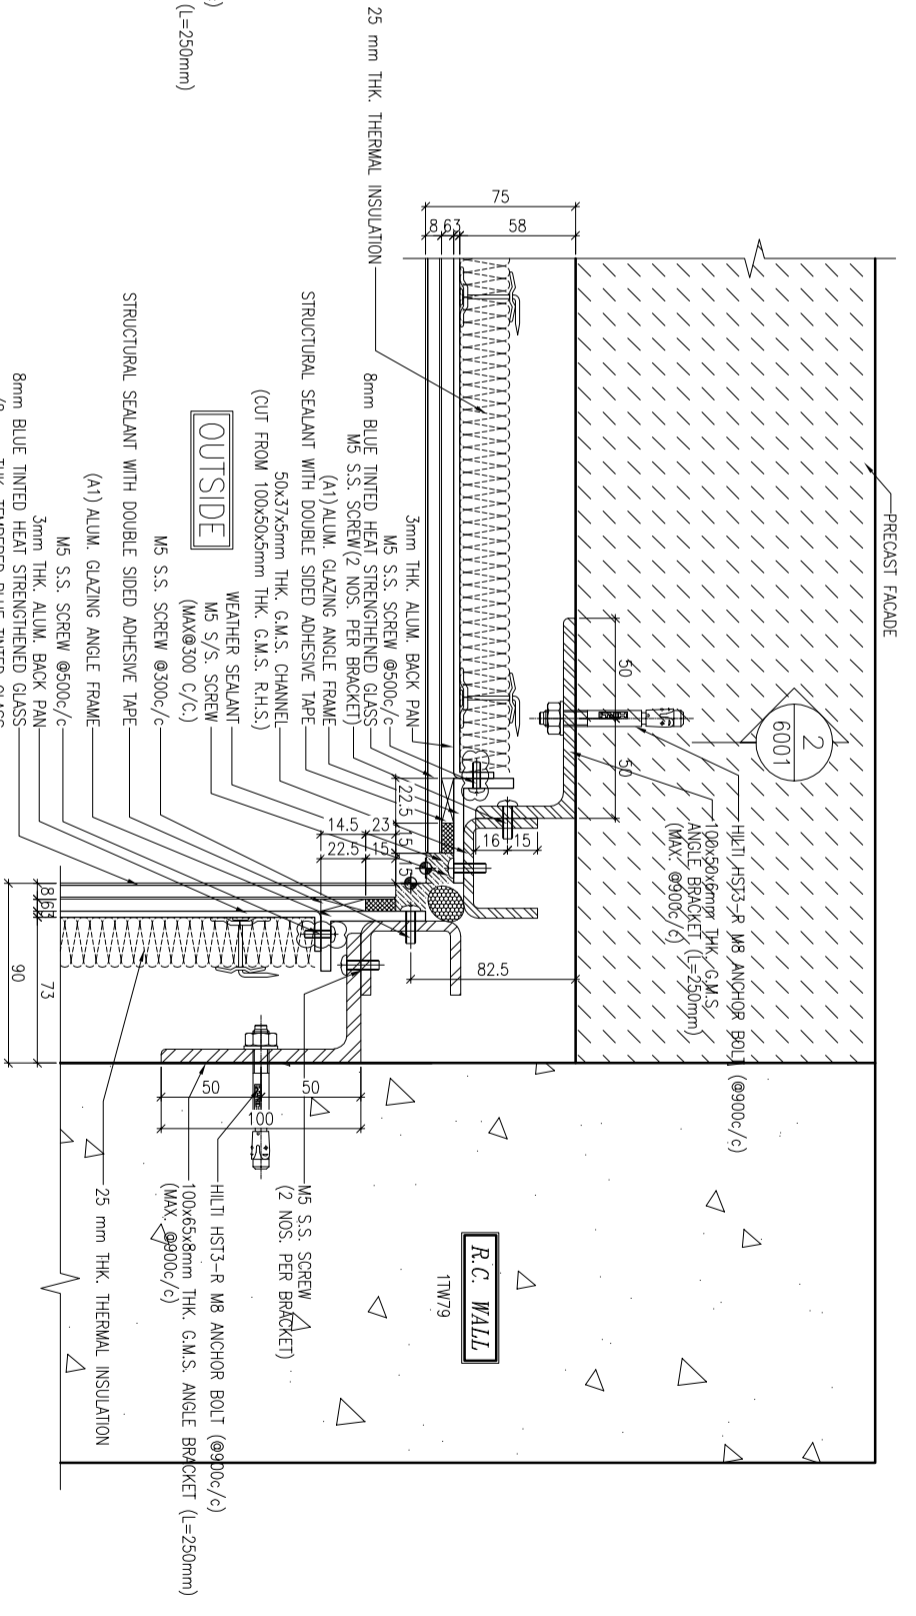 PRECAST FACADE
2
6001
HILTI HST3-R M8 ANCHOR BOLT (@900c/c)
100x50x6mm THK. G.M.S
ANGLE BRACKET (L=250mm)
(MAX. @900c/c)
50
50
75
58
8
6
3
25 mm THK. THERMAL INSULATION
(L=250mm)
3mm THK. ALUM. BACK PAN
M5 S.S. SCREW @500c/c
8mm BLUE TINTED HEAT STRENGTHENED GLASS
M5 S.S. SCREW(2 NOS. PER BRACKET)
(A1)ALUM. GLAZING ANGLE FRAME
STRUCTURAL SEALANT WITH DOUBLE SIDED ADHESIVE TAPE
50x37x5mm THK. G.M.S. CHANNEL
(CUT FROM 100x50x5mm THK. G.M.S. R.H.S.)
OUTSIDE
WEATHER SEALANT
M5 S/S. SCREW
(MAX@300 C/C.)
M5 S.S. SCREW @300c/c
STRUCTURAL SEALANT WITH DOUBLE SIDED ADHESIVE TAPE
(A1)ALUM. GLAZING ANGLE FRAME
M5 S.S. SCREW @500c/c
3mm THK. ALUM. BACK PAN
8mm BLUE TINTED HEAT STRENGTHENED GLASS
22.5
15
16
15
14.5
23
22.5
15
15
82.5
8
6
3
73
90
50
50
100
M5 S.S. SCREW
(2 NOS. PER BRACKET)
HILTI HST3-R M8 ANCHOR BOLT (@900c/c)
100x65x8mm THK. G.M.S. ANGLE BRACKET (L=250mm)
(MAX. @900c/c)
25 mm THK. THERMAL INSULATION
R.C. WALL
1TW79